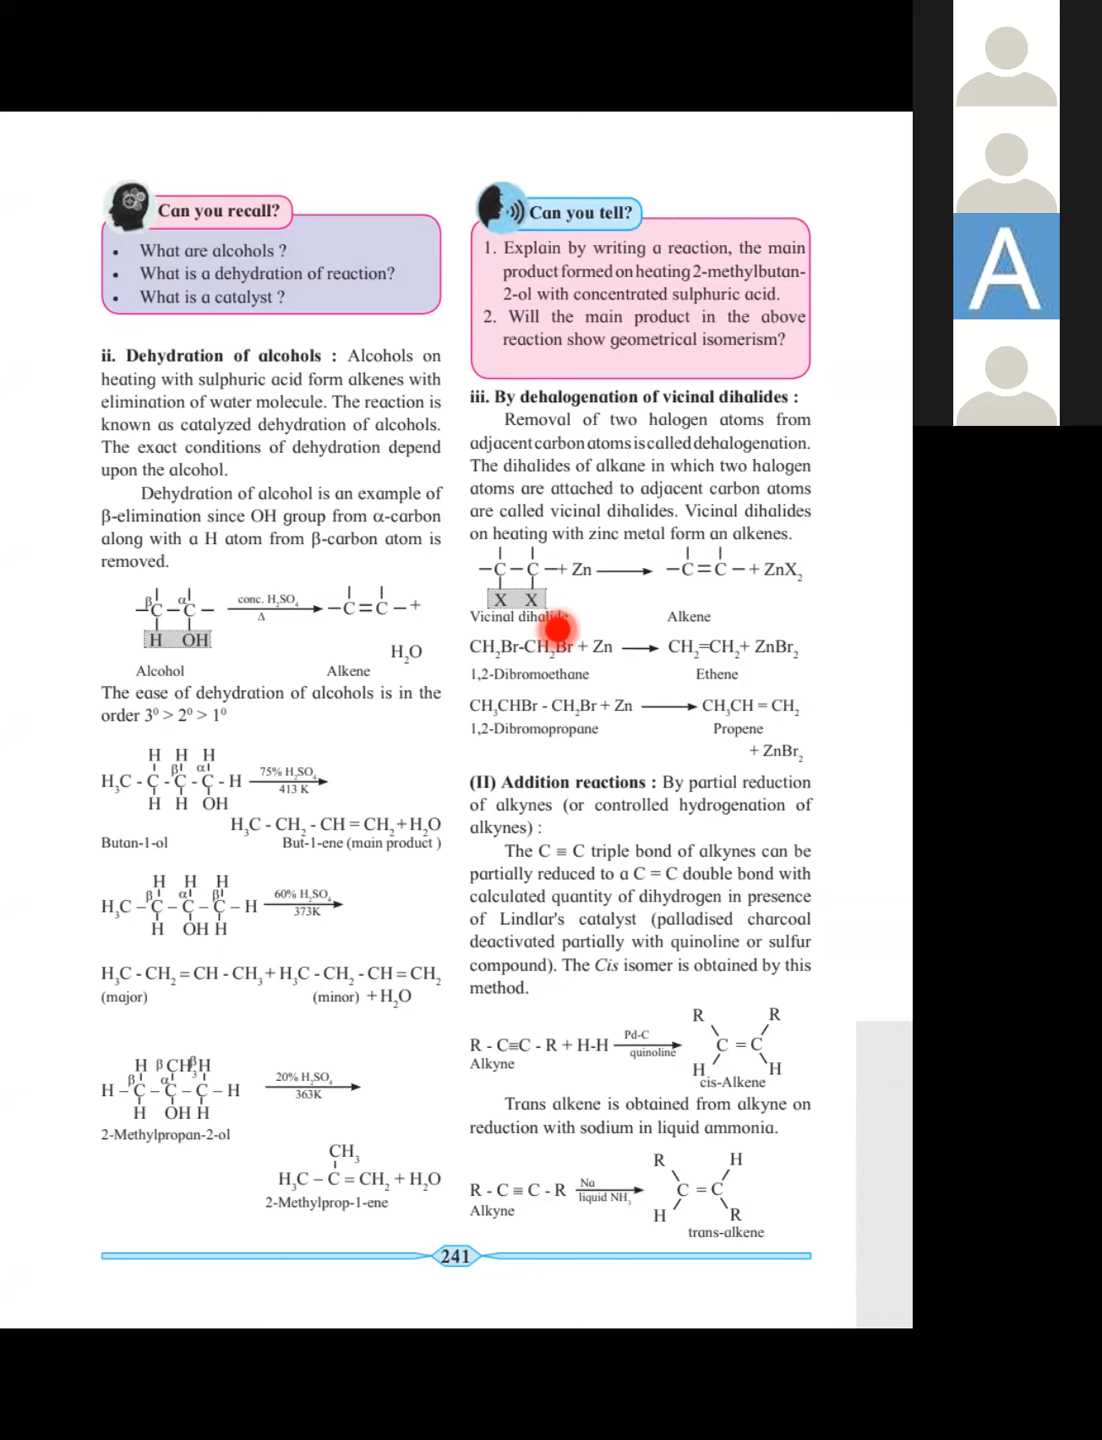 Can you recall?
• What are alcohols ?
• What is a dehydration of reaction?
• What is a catalyst ?
ii. Dehydration of alcohols : Alcohols on
heating with sulphuric acid form alkenes with
elimination of water molecule. The reaction is
known as catalyzed dehydration of alcohols.
The exact conditions of dehydration depend
upon the alcohol.
Dehydration of alcohol is an example of
β-elimination since OH group from α-carbon
along with a H atom from β-carbon atom is
removed.
β α
–C – C – conc. H₂SO₄ Δ –C = C – +
H OH
H₂O
Alcohol Alkene
The ease of dehydration of alcohols is in the
order 3⁰ > 2⁰ > 1⁰
H H H
β α
H₃C - C - C - C - H 75% H₂SO₄ 413 K
H H OH
H₃C - CH₂ - CH = CH₂ + H₂O
Butan-1-ol But-1-ene (main product )
H H H
β α β
H₃C – C – C – C – H 60% H₂SO₄ 373K
H OH H
H₃C - CH₂ = CH - CH₃ + H₃C - CH₂ - CH = CH₂
(major) (minor) + H₂O
H β CH₃ β H
β α
H – C – C – C – H 20% H₂SO₄ 363K
H OH H
2-Methylpropan-2-ol
CH₃
H₃C – C = CH₂ + H₂O
2-Methylprop-1-ene
Can you tell?
1. Explain by writing a reaction, the main
product formed on heating 2-methylbutan-
2-ol with concentrated sulphuric acid.
2. Will the main product in the above
reaction show geometrical isomerism?
iii. By dehalogenation of vicinal dihalides :
Removal of two halogen atoms from
adjacent carbon atoms is called dehalogenation.
The dihalides of alkane in which two halogen
atoms are attached to adjacent carbon atoms
are called vicinal dihalides. Vicinal dihalides
on heating with zinc metal form an alkenes.
–C – C – + Zn ⟶ –C = C – + ZnX₂
X X
Vicinal dihalide Alkene
CH₂Br-CH₂Br + Zn ⟶ CH₂=CH₂ + ZnBr₂
1,2-Dibromoethane Ethene
CH₃CHBr - CH₂Br + Zn ⟶ CH₃CH = CH₂
1,2-Dibromopropane Propene
+ ZnBr₂
(II) Addition reactions : By partial reduction
of alkynes (or controlled hydrogenation of
alkynes) :
The C ≡ C triple bond of alkynes can be
partially reduced to a C = C double bond with
calculated quantity of dihydrogen in presence
of Lindlar's catalyst (palladised charcoal
deactivated partially with quinoline or sulfur
compound). The Cis isomer is obtained by this
method.
R R
R - C≡C - R + H-H Pd-C quinoline C = C
Alkyne H H
cis-Alkene
Trans alkene is obtained from alkyne on
reduction with sodium in liquid ammonia.
R H
R - C ≡ C - R Na liquid NH₃ C = C
Alkyne H R
trans-alkene
241
A